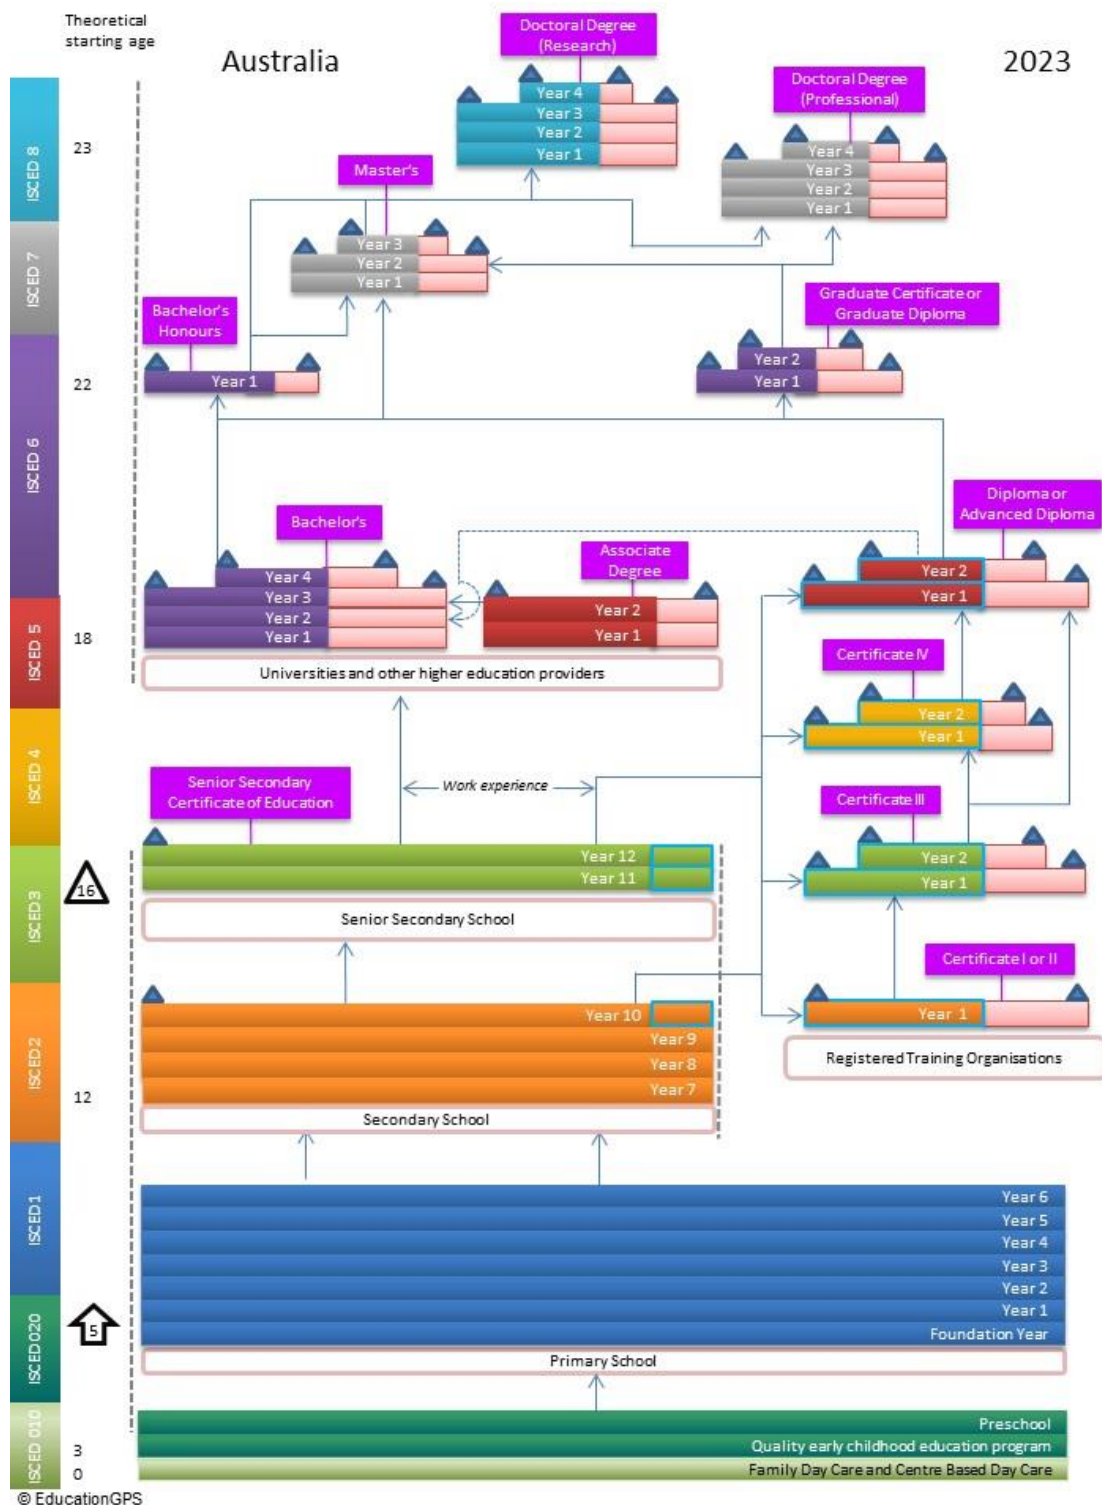 Theoretical
starting age
Australia
2023
Doctoral Degree
(Research)
Doctoral Degree
(Professional)
Year 4
Year 3
Year 2
Year 1
Year 4
Year 3
Year 2
Year 1
ISCED 8
23
Master's
Year 3
Year 2
Year 1
ISCED 7
Bachelor's
Honours
Year 1
Graduate Certificate or
Graduate Diploma
Year 2
Year 1
22
ISCED 6
Bachelor's
Year 4
Year 3
Year 2
Year 1
Associate
Degree
Year 2
Year 1
Diploma or
Advanced Diploma
Year 2
Year 1
ISCED 5
18
Universities and other higher education providers
Certificate IV
Year 2
Year 1
ISCED 4
Work experience
Senior Secondary
Certificate of Education
Certificate III
Year 12
Year 11
Year 2
Year 1
ISCED 3
16
Senior Secondary School
Certificate I or II
Year 10
Year 9
Year 8
Year 7
Year 1
Registered Training Organisations
ISCED 2
12
Secondary School
Year 6
Year 5
Year 4
Year 3
Year 2
Year 1
Foundation Year
ISCED 1
5
Primary School
ISCED 020
Preschool
Quality early childhood education program
Family Day Care and Centre Based Day Care
ISCED 010
3
0
© EducationGPS